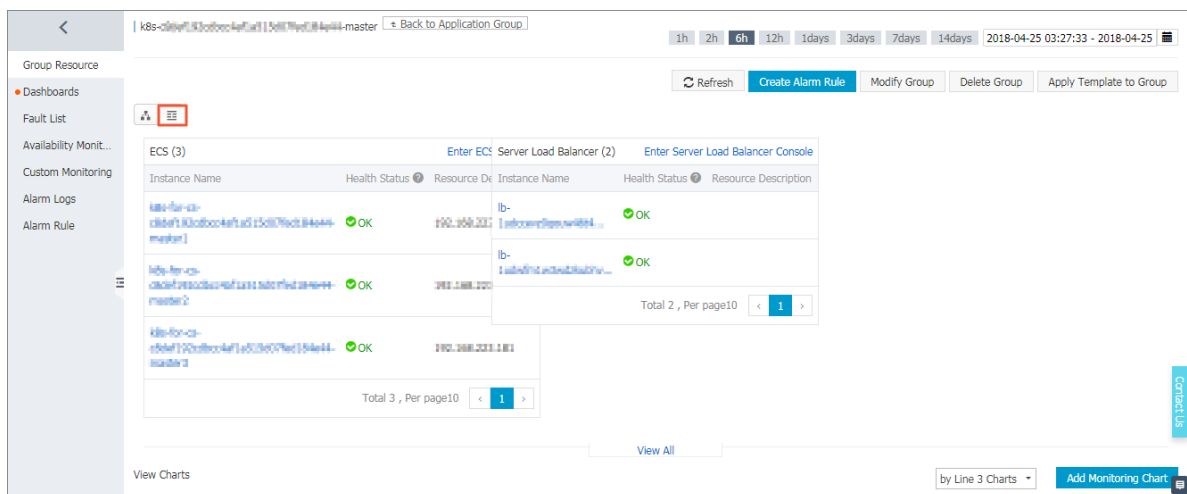 k8s- -master Back to Application Group
1h 2h 6h 12h 1days 3days 7days 14days 2018-04-25 03:27:33 - 2018-04-25
Group Resource
Dashboards
Fault List
Availability Monit...
Custom Monitoring
Alarm Logs
Alarm Rule
Refresh Create Alarm Rule Modify Group Delete Group Apply Template to Group
ECS (3) Enter ECS
Instance Name Health Status Resource De
OK
OK
OK
Total 3 , Per page10 < 1 >
Server Load Balancer (2) Enter Server Load Balancer Console
Instance Name Health Status Resource Description
lb-
OK
lb-
OK
Total 2 , Per page10 < 1 >
View All
View Charts
by Line 3 Charts Add Monitoring Chart
Contact Us